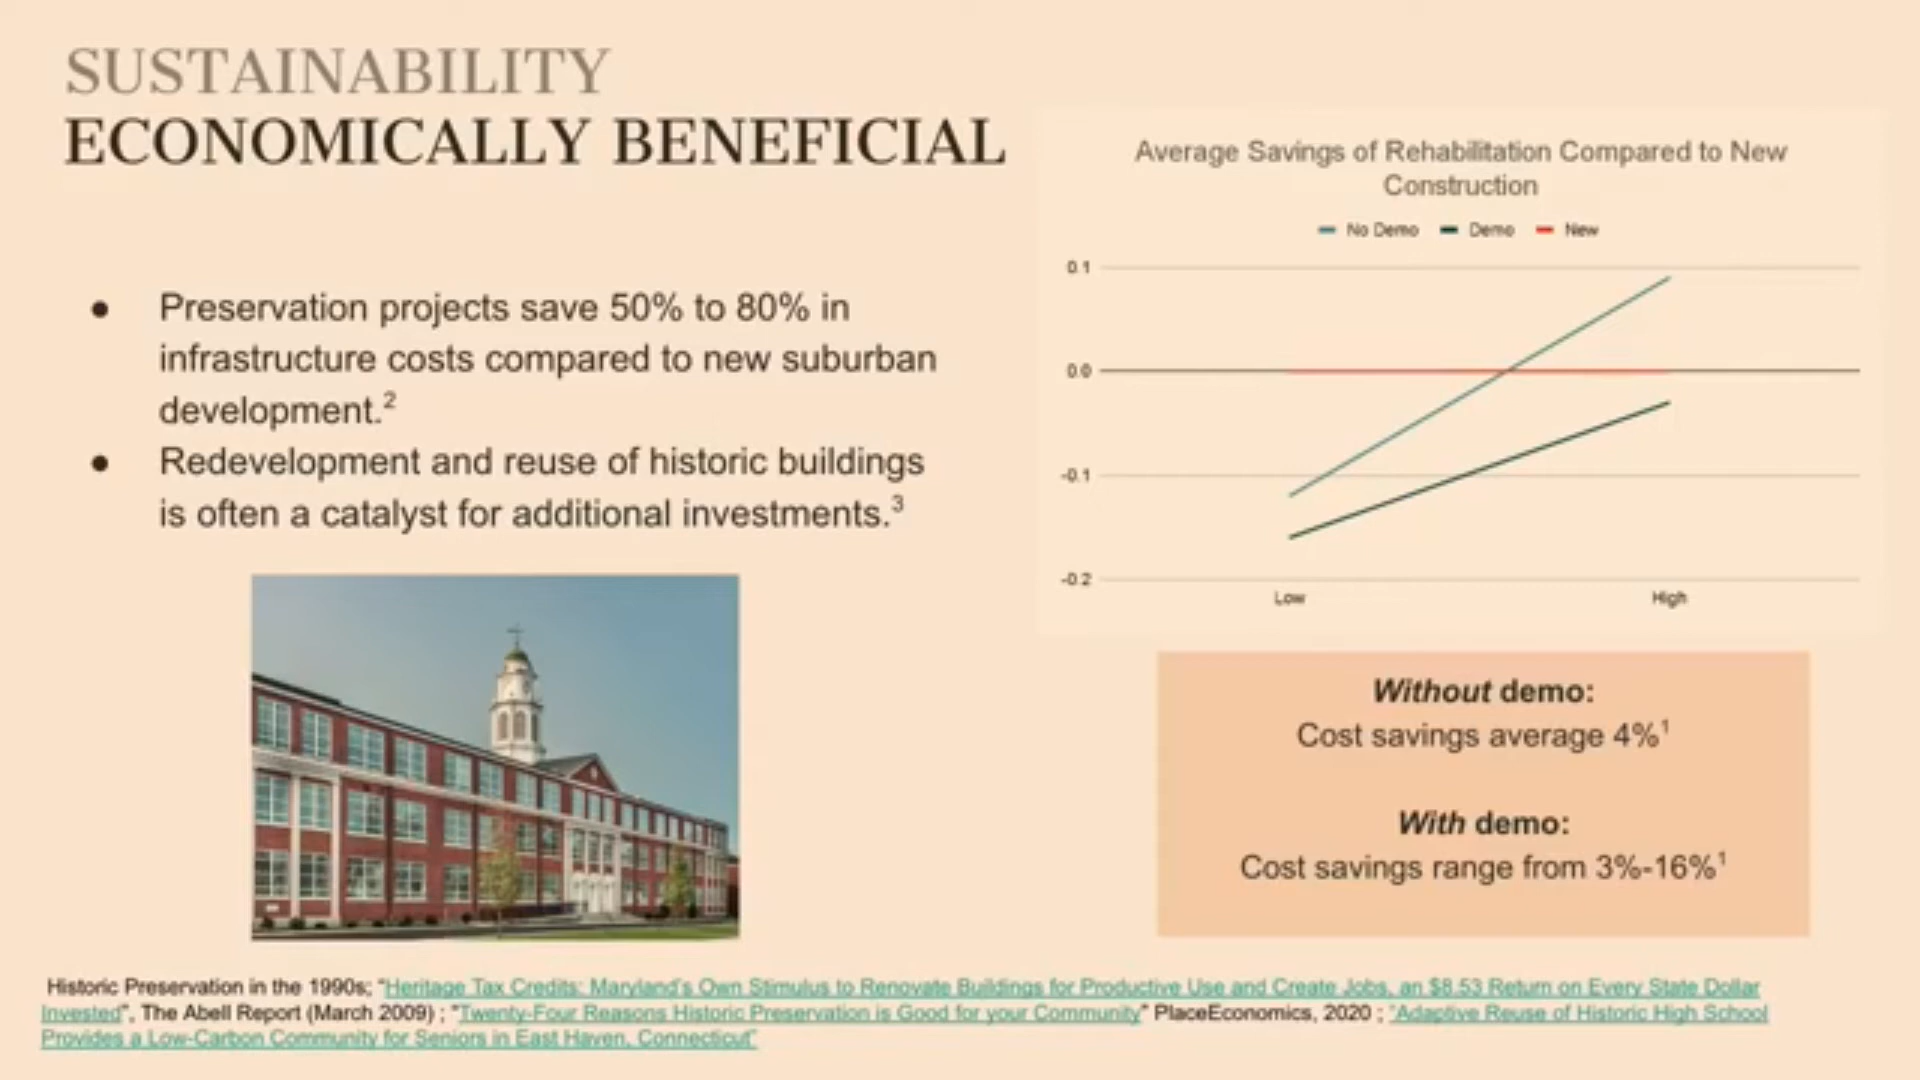 SUSTAINABILITY
ECONOMICALLY BENEFICIAL
● Preservation projects save 50% to 80% in
infrastructure costs compared to new suburban
development.²
● Redevelopment and reuse of historic buildings
is often a catalyst for additional investments.³
Average Savings of Rehabilitation Compared to New
Construction
No Demo Demo New
0.1
0.0
-0.1
-0.2
Low High
Without demo:
Cost savings average 4%¹
With demo:
Cost savings range from 3%-16%¹
Historic Preservation in the 1990s; "Heritage Tax Credits: Maryland's Own Stimulus to Renovate Buildings for Productive Use and Create Jobs, an $8.53 Return on Every State Dollar
Invested", The Abell Report (March 2009) ; "Twenty-Four Reasons Historic Preservation is Good for your Community" PlaceEconomics, 2020 ; "Adaptive Reuse of Historic High School
Provides a Low-Carbon Community for Seniors in East Haven, Connecticut"